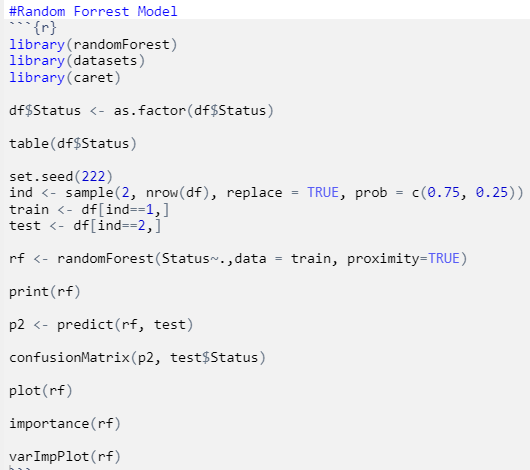 #Random Forrest Model
```{r}
library(randomForest)
library(datasets)
library(caret)
df$Status <- as.factor(df$Status)
table(df$Status)
set.seed(222)
ind <- sample(2, nrow(df), replace = TRUE, prob = c(0.75, 0.25))
train <- df[ind==1,]
test <- df[ind==2,]
rf <- randomForest(Status~.,data = train, proximity=TRUE)
print(rf)
p2 <- predict(rf, test)
confusionMatrix(p2, test$Status)
plot(rf)
importance(rf)
varImpPlot(rf)
```